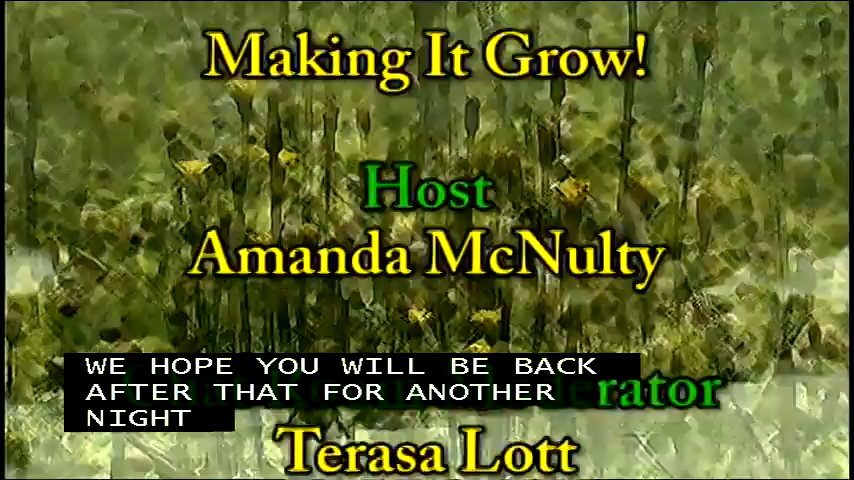 Making It Grow!
Host
Amanda McNulty
WE HOPE YOU WILL BE BACK
AFTER THAT FOR ANOTHER
NIGHT
rator
Terasa Lott